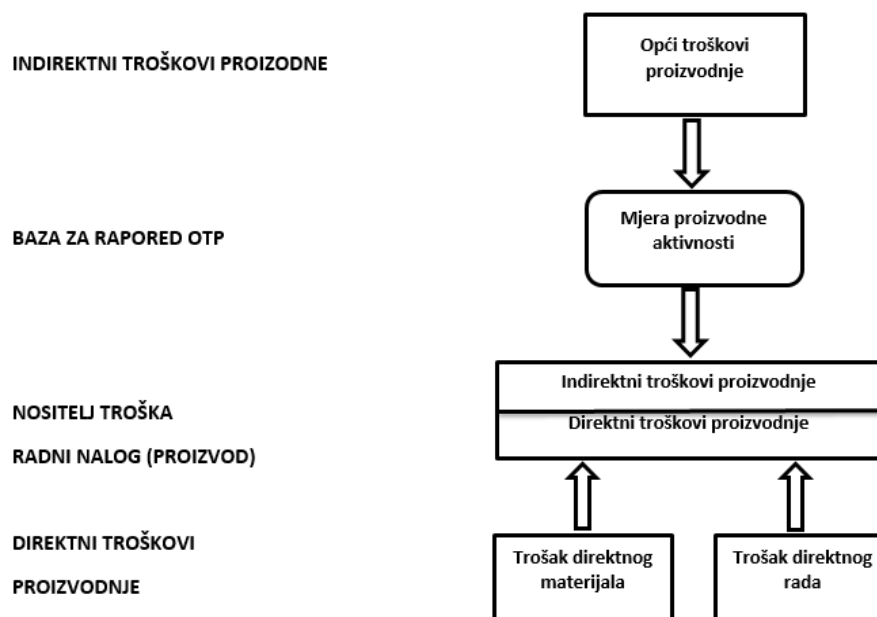 INDIREKTNI TROŠKOVI PROIZODNE
Opći troškovi
proizvodnje
BAZA ZA RAPORED OTP
Mjera proizvodne
aktivnosti
NOSITELJ TROŠKA
RADNI NALOG (PROIZVOD)
Indirektni troškovi proizvodnje
Direktni troškovi proizvodnje
DIREKTNI TROŠKOVI
PROIZVODNJE
Trošak direktnog
materijala
Trošak direktnog
rada